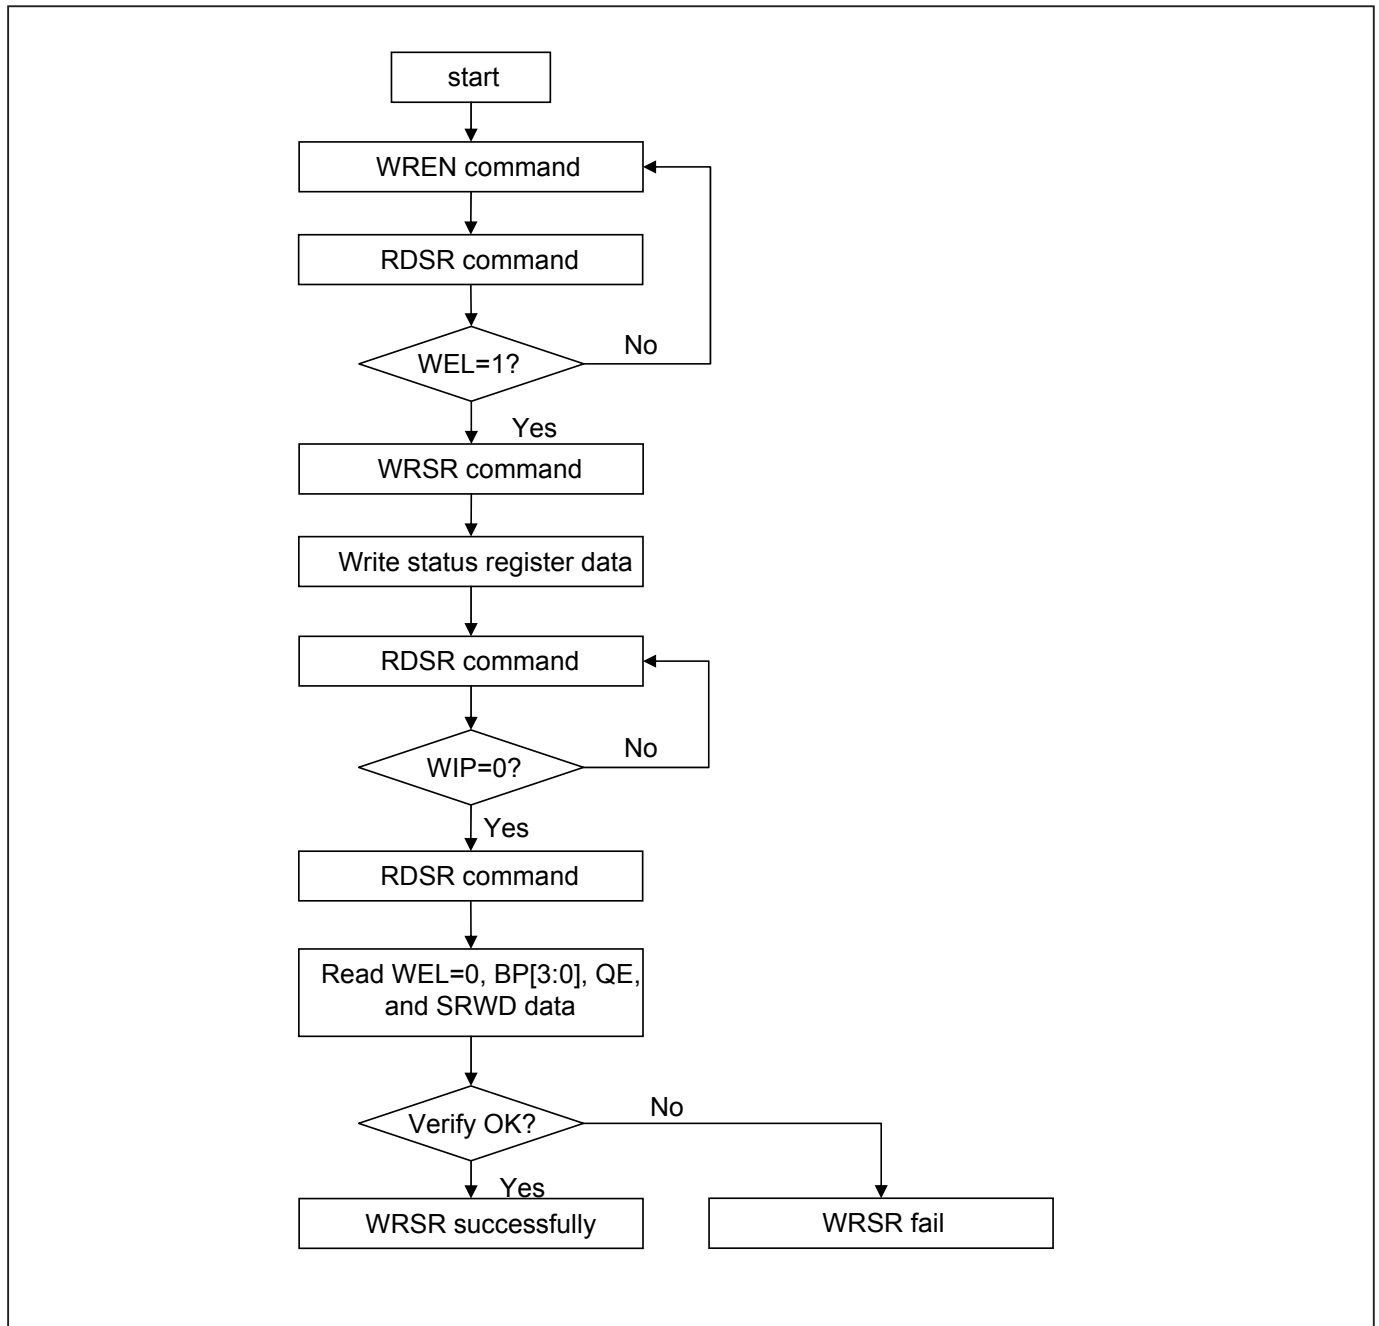 start
WREN command
RDSR command
WEL=1?
No
Yes
WRSR command
Write status register data
RDSR command
WIP=0?
No
Yes
RDSR command
Read WEL=0, BP[3:0], QE,
and SRWD data
Verify OK?
No
Yes
WRSR successfully
WRSR fail